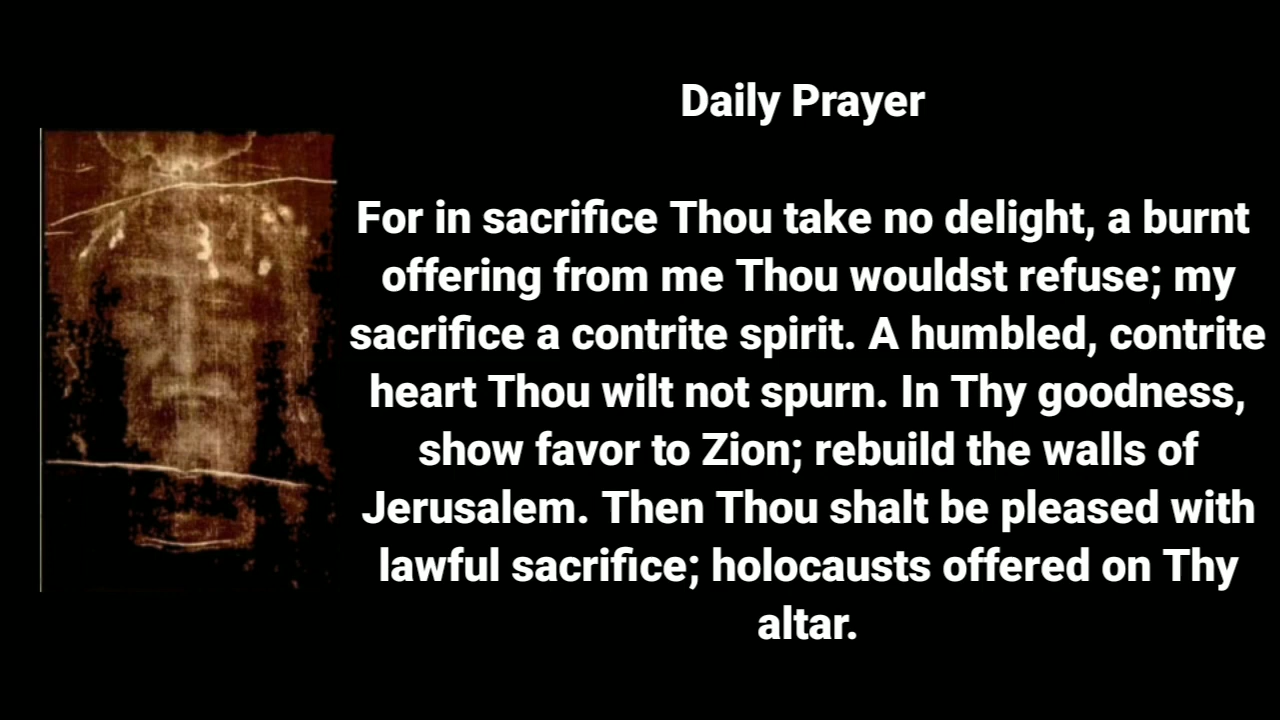 Daily Prayer
For in sacrifice Thou take no delight, a burnt
offering from me Thou wouldst refuse; my
sacrifice a contrite spirit. A humbled, contrite
heart Thou wilt not spurn. In Thy goodness,
show favor to Zion; rebuild the walls of
Jerusalem. Then Thou shalt be pleased with
lawful sacrifice; holocausts offered on Thy
altar.